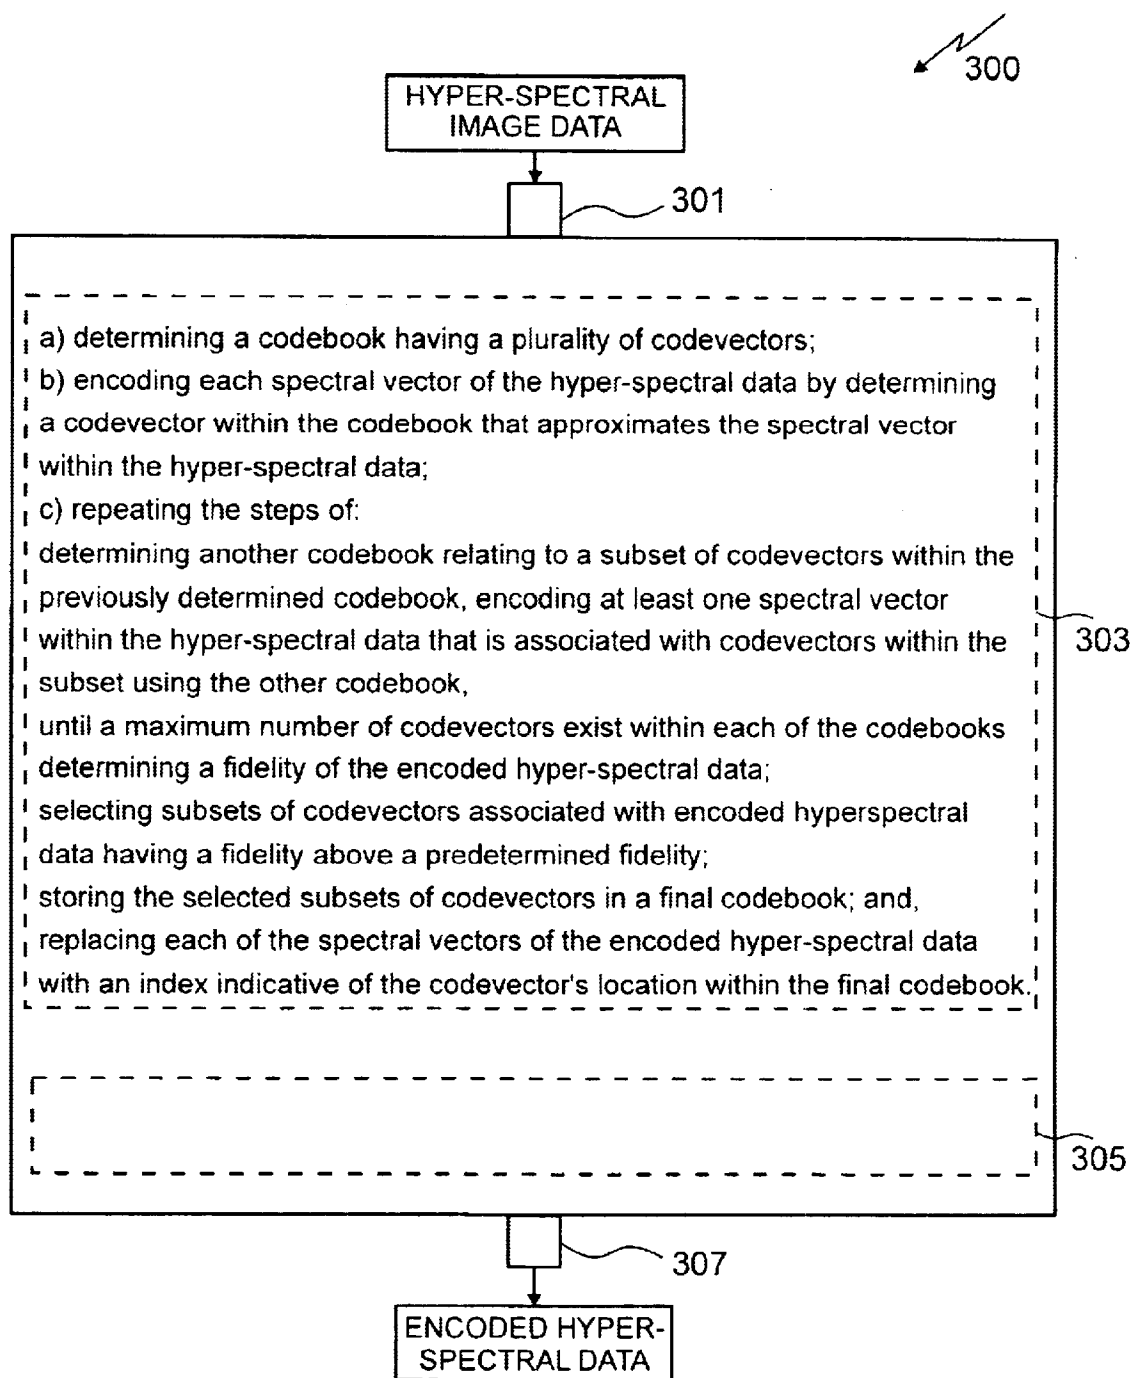 300
HYPER-SPECTRAL
IMAGE DATA
301
a) determining a codebook having a plurality of codevectors;
b) encoding each spectral vector of the hyper-spectral data by determining
a codevector within the codebook that approximates the spectral vector
within the hyper-spectral data;
c) repeating the steps of:
determining another codebook relating to a subset of codevectors within the
previously determined codebook, encoding at least one spectral vector
within the hyper-spectral data that is associated with codevectors within the
subset using the other codebook,
until a maximum number of codevectors exist within each of the codebooks
determining a fidelity of the encoded hyper-spectral data;
selecting subsets of codevectors associated with encoded hyperspectral
data having a fidelity above a predetermined fidelity;
storing the selected subsets of codevectors in a final codebook; and,
replacing each of the spectral vectors of the encoded hyper-spectral data
with an index indicative of the codevector's location within the final codebook.
303
305
307
ENCODED HYPER-
SPECTRAL DATA